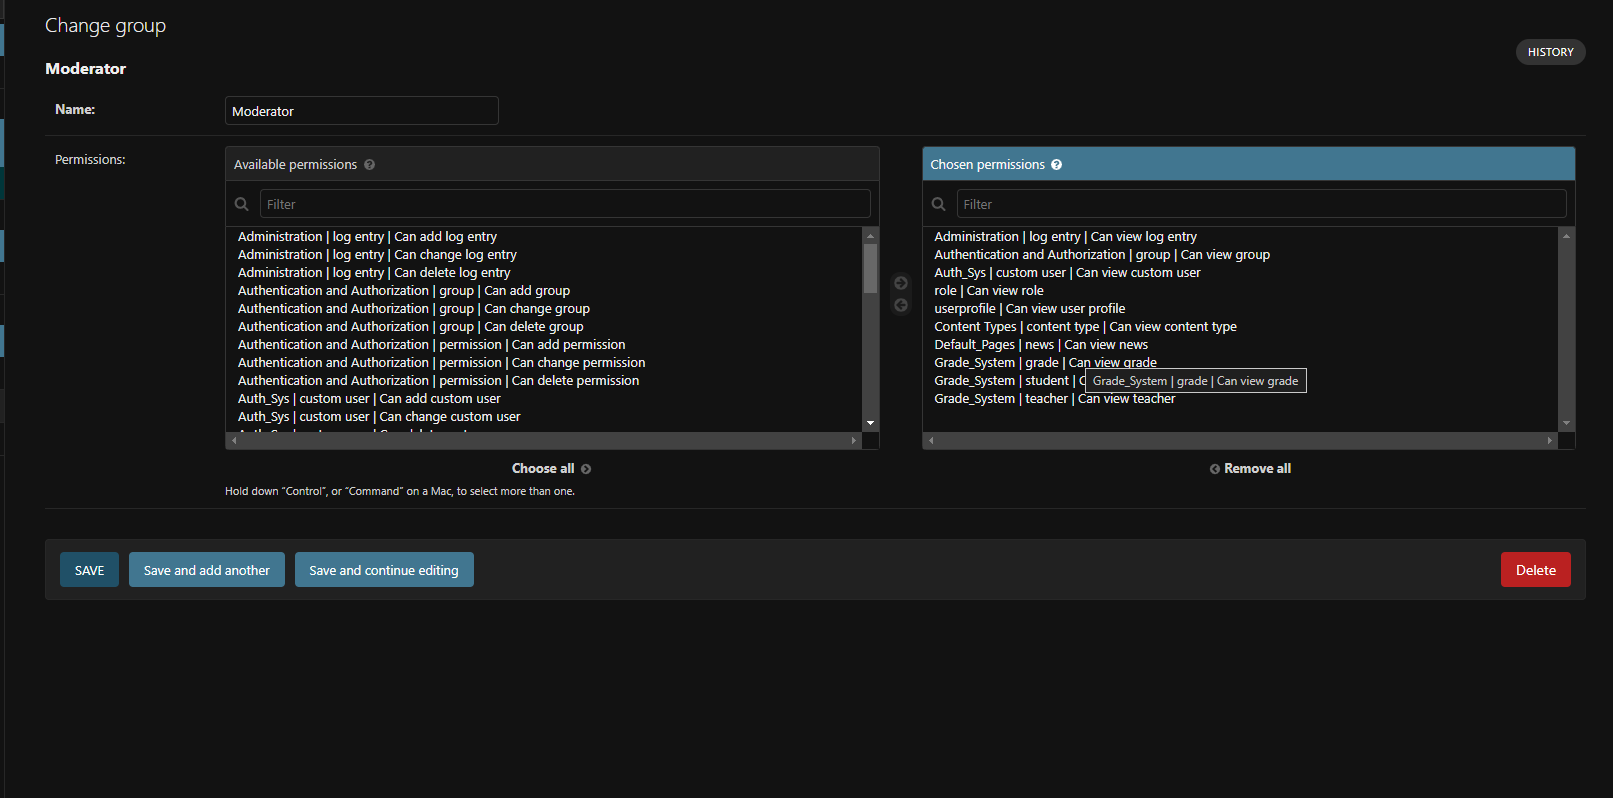 Change group
HISTORY
Moderator
Name:
Moderator
Permissions:
Available permissions
Filter
Administration | log entry | Can add log entry
Administration | log entry | Can change log entry
Administration | log entry | Can delete log entry
Authentication and Authorization | group | Can add group
Authentication and Authorization | group | Can change group
Authentication and Authorization | group | Can delete group
Authentication and Authorization | permission | Can add permission
Authentication and Authorization | permission | Can change permission
Authentication and Authorization | permission | Can delete permission
Auth_Sys | custom user | Can add custom user
Auth_Sys | custom user | Can change custom user
Choose all
Hold down “Control”, or “Command” on a Mac, to select more than one.
Chosen permissions
Filter
Administration | log entry | Can view log entry
Authentication and Authorization | group | Can view group
Auth_Sys | custom user | Can view custom user
role | Can view role
userprofile | Can view user profile
Content Types | content type | Can view content type
Default_Pages | news | Can view news
Grade_System | grade | Can view grade
Grade_System | student |
Grade_System | grade | Can view grade
Grade_System | teacher | Can view teacher
Remove all
SAVE
Save and add another
Save and continue editing
Delete